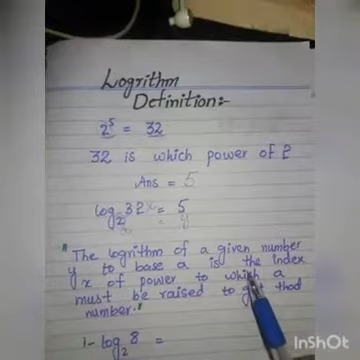 Logrithm
Definition:-
2⁵ = 32
32 is which power of 2
Ans = 5
log₂32 x = 5
y
"The logrithm of a given number
y to base a is the index
x of power to which a
must be raised to get that
number."
1- log₂8 =
InShOt